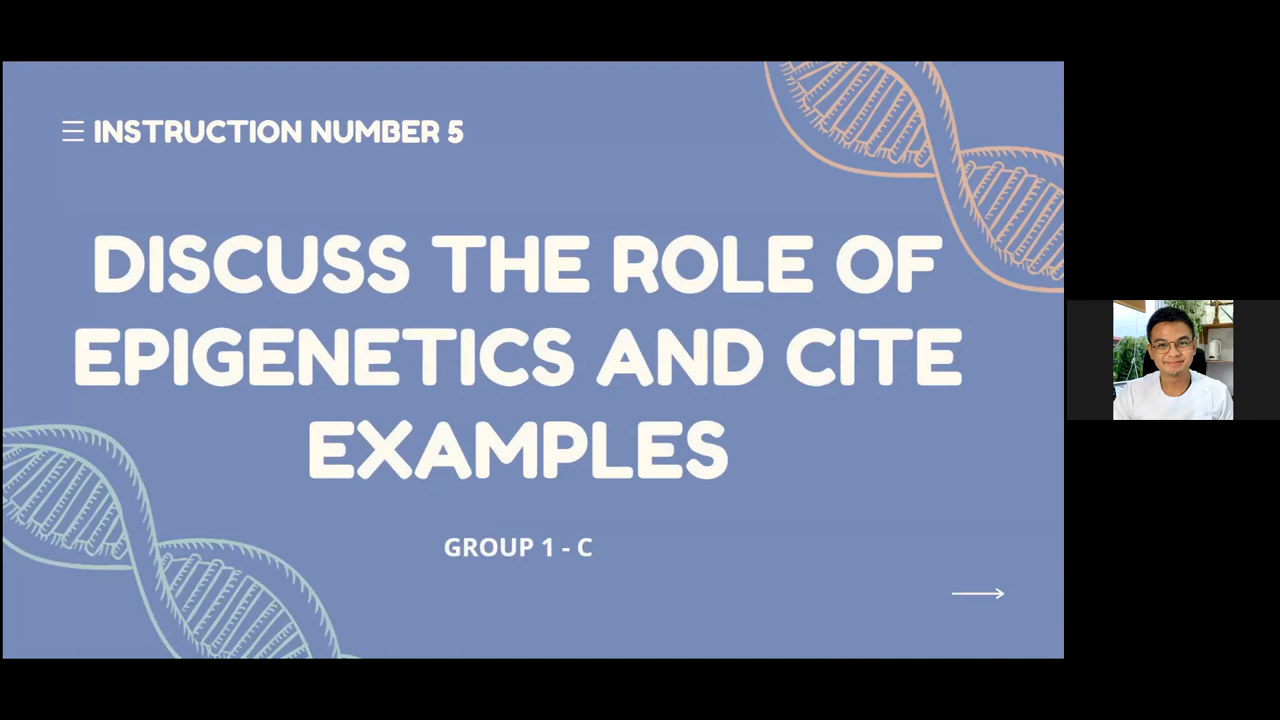 INSTRUCTION NUMBER 5
DISCUSS THE ROLE OF
EPIGENETICS AND CITE
EXAMPLES
GROUP 1 - C